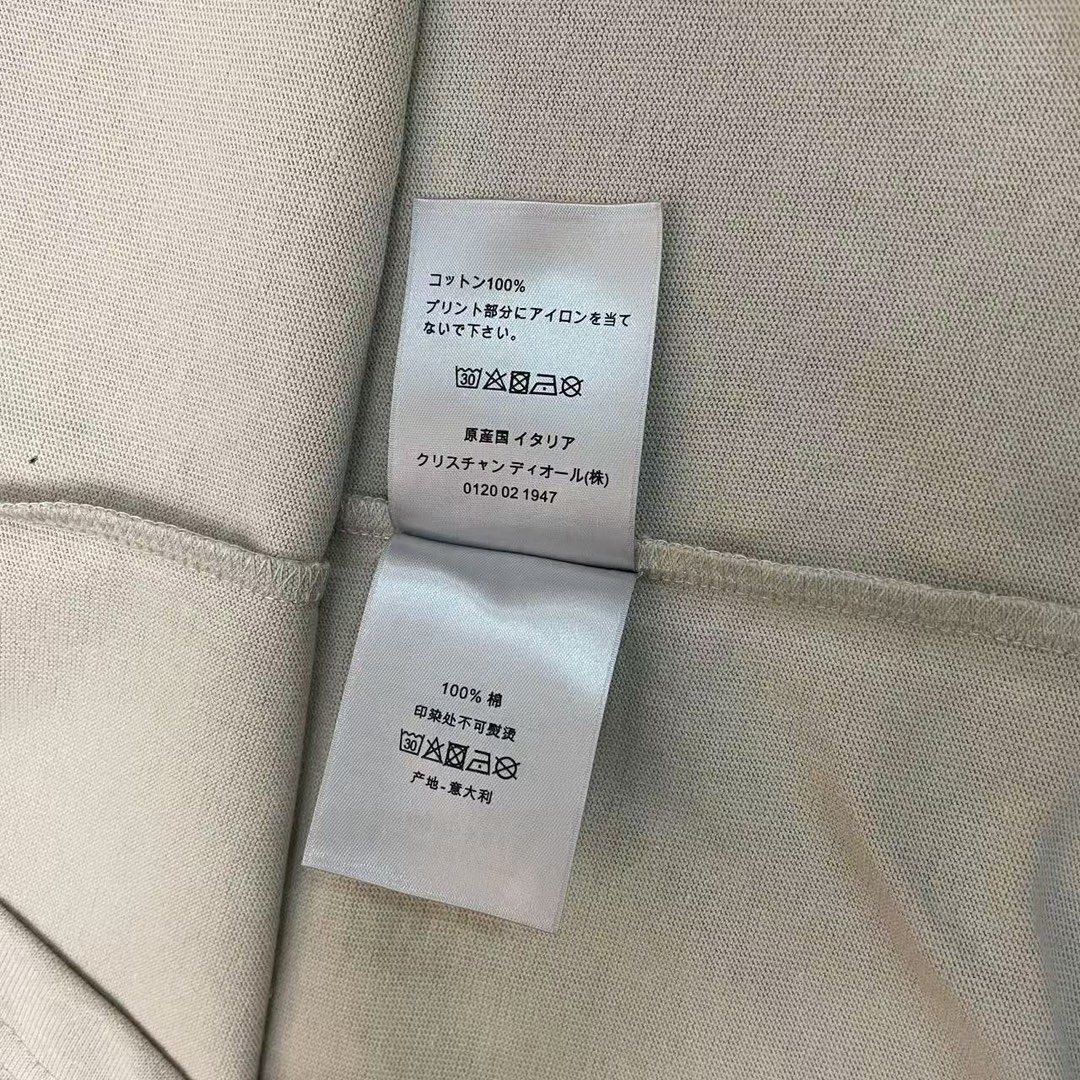 コットン100%
プリント部分にアイロンを当て
ないで下さい。
30
原産国 イタリア
クリスチャン ディオール(株)
0120 02 1947
100% 棉
印染处不可熨烫
30
产地-意大利